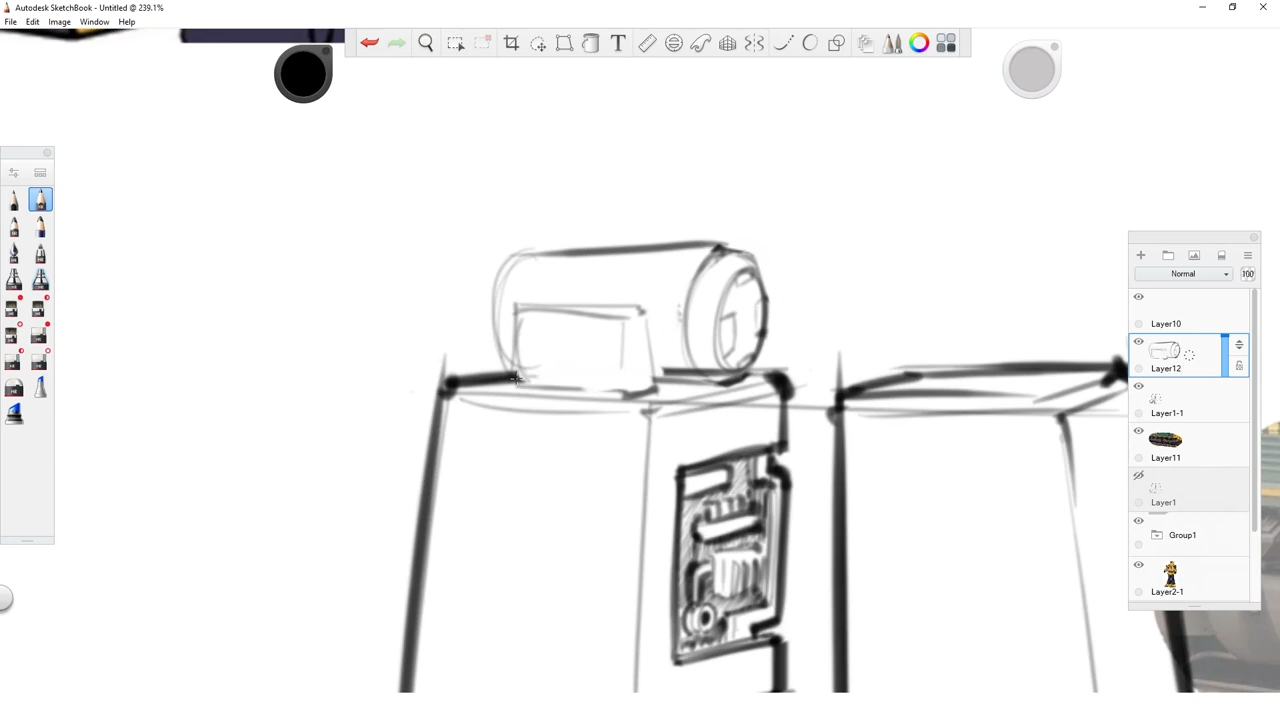 Autodesk SketchBook - Untitled @ 239.1%
File Edit Image Window Help
T
Normal
100
Layer10
Layer12
Layer1-1
Layer11
Layer1
Group1
Layer2-1